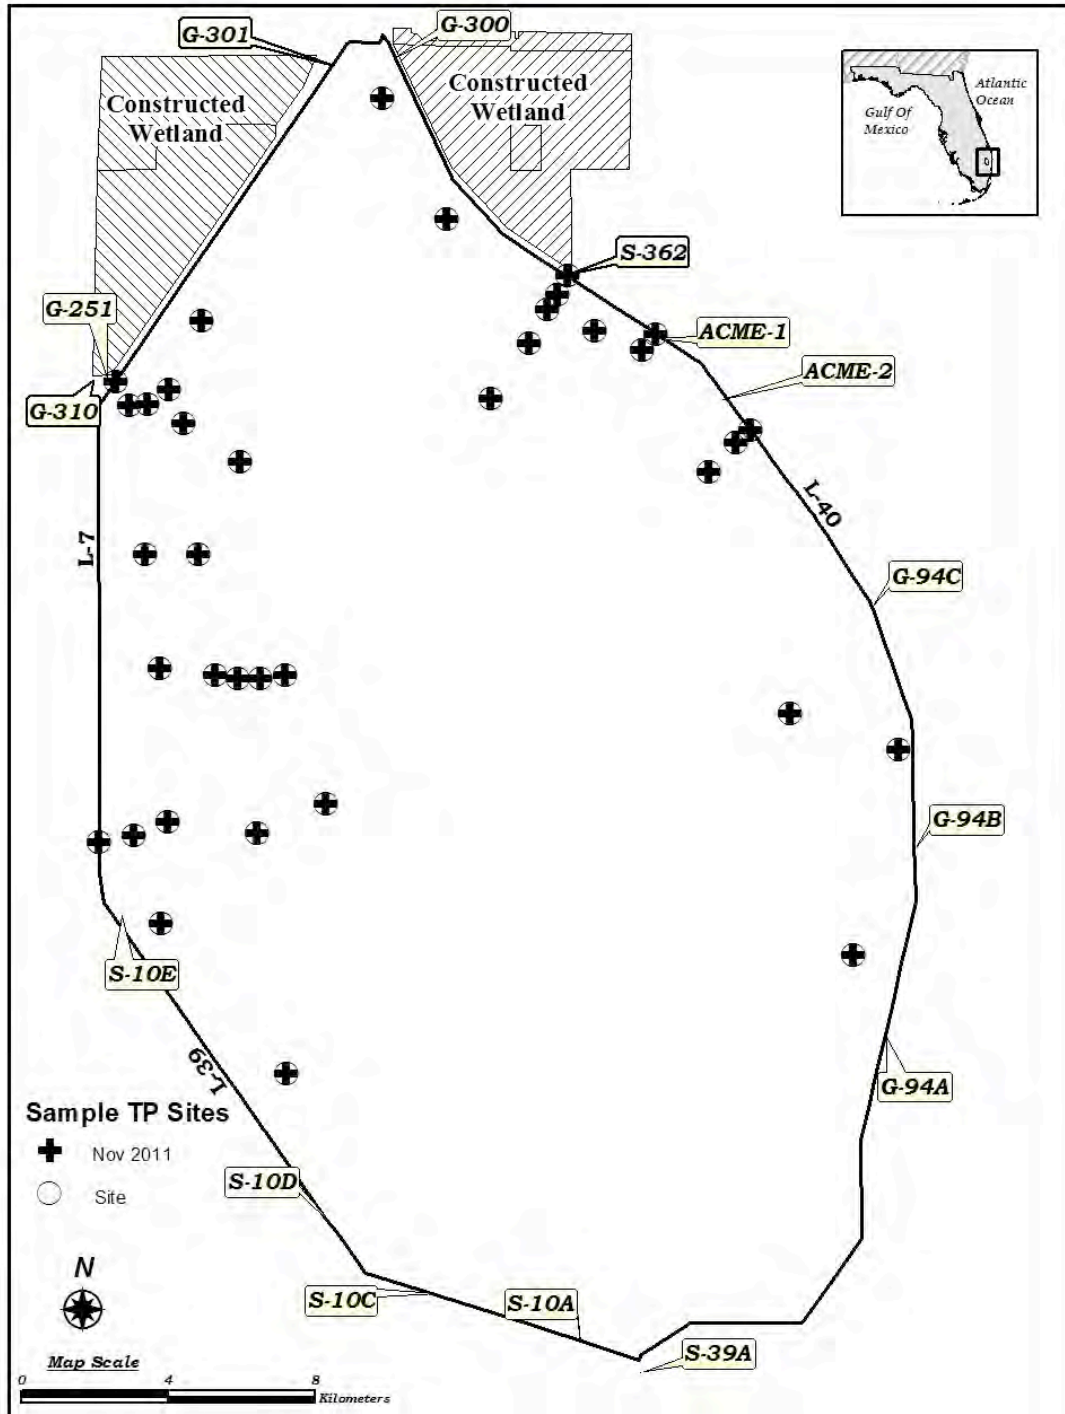 G-301
G-300
Constructed
Wetland
Constructed
Wetland
Atlantic
Ocean
Gulf Of
Mexico
S-362
G-251
ACME-1
ACME-2
G-310
L-40
L-7
G-94C
G-94B
S-10E
L-39
G-94A
Sample TP Sites
Nov 2011
Site
S-10D
N
S-10C
S-10A
S-39A
Map Scale
0 4 8
Kilometers